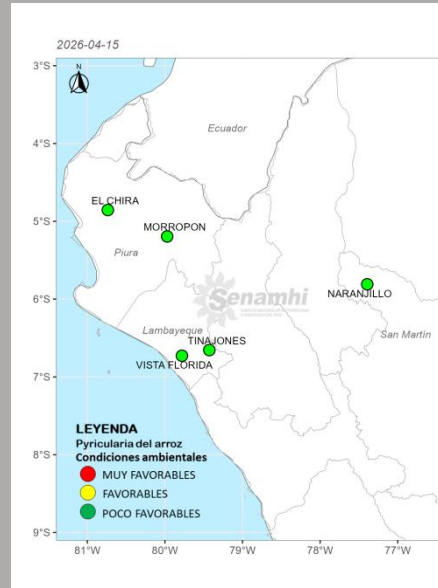 2026-04-15
N
3°S
Ecuador
4°S
EL CHIRA
5°S
MORROPON
Piura
NARANJILLO
6°S
Senamhi
Lambayeque
San Martín
TINAJONES
VISTA FLORIDA
7°S
LEYENDA
Pyricularia del arroz
Condiciones ambientales
8°S
MUY FAVORABLES
FAVORABLES
POCO FAVORABLES
9°S
81°W 80°W 79°W 78°W 77°W